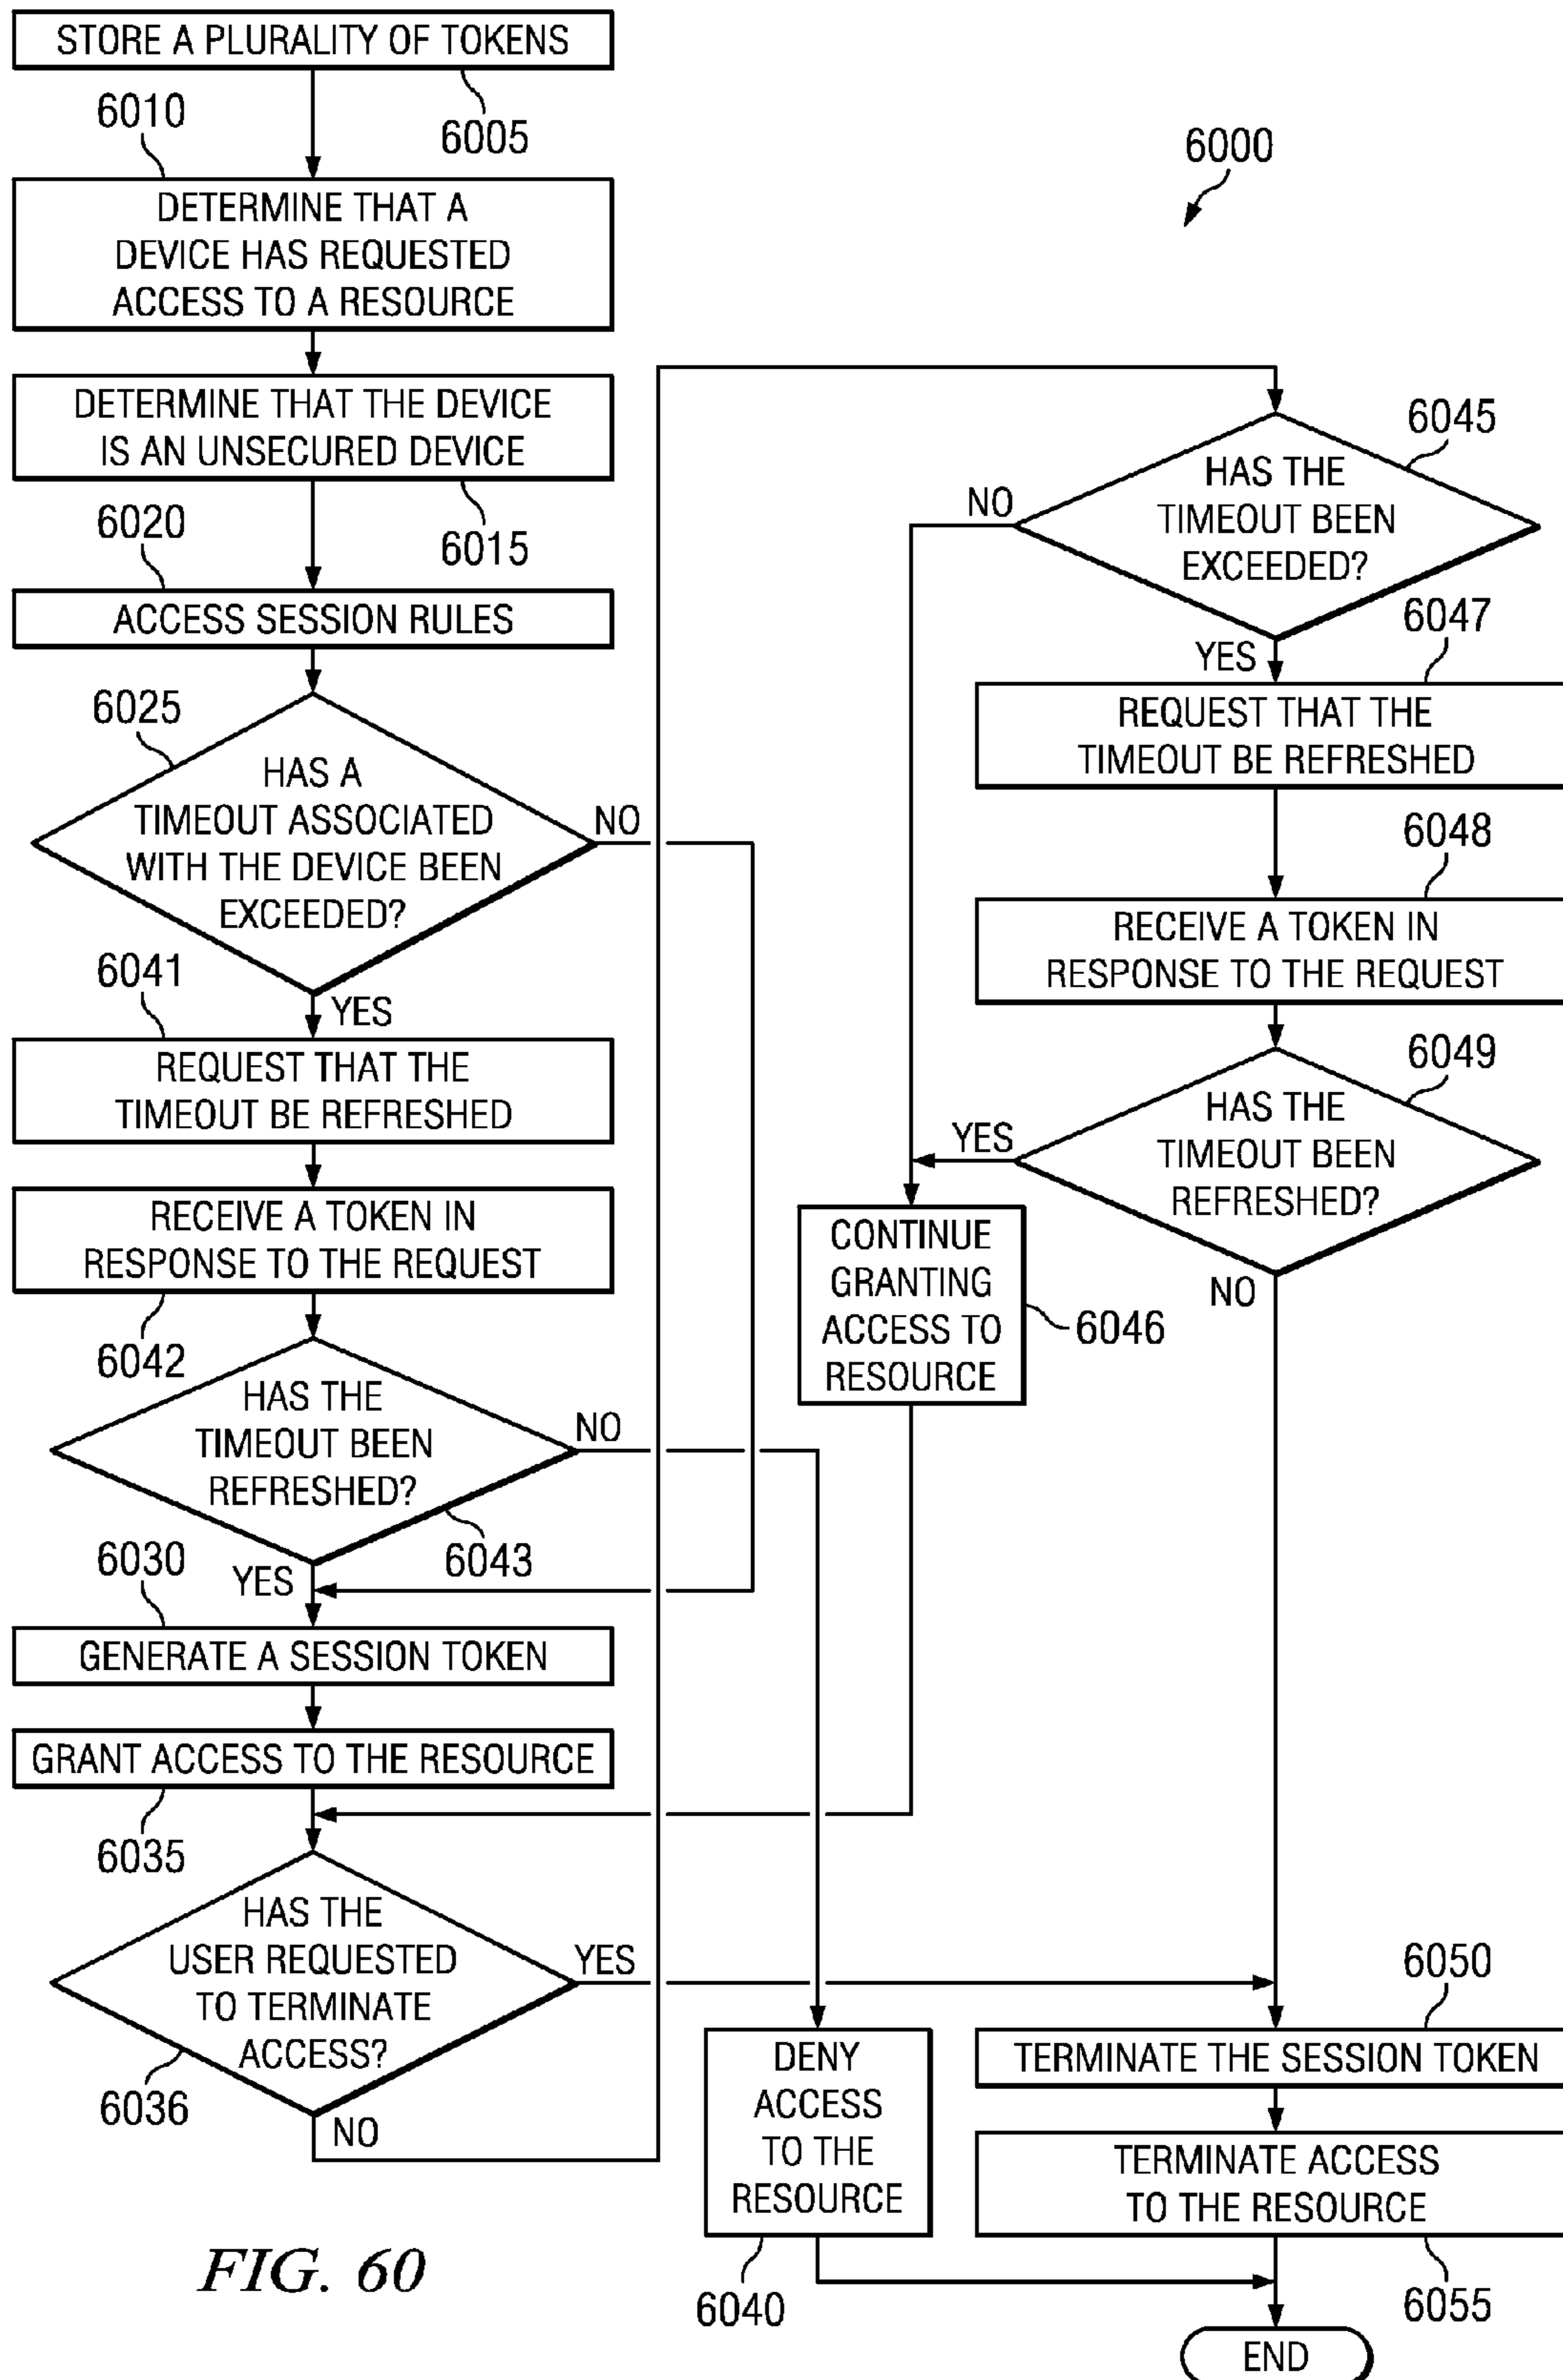 STORE A PLURALITY OF TOKENS
6005
6010
DETERMINE THAT A
DEVICE HAS REQUESTED
ACCESS TO A RESOURCE
DETERMINE THAT THE DEVICE
IS AN UNSECURED DEVICE
6015
6020
ACCESS SESSION RULES
6025
HAS A
TIMEOUT ASSOCIATED
WITH THE DEVICE BEEN
EXCEEDED?
NO
YES
6041
REQUEST THAT THE
TIMEOUT BE REFRESHED
RECEIVE A TOKEN IN
RESPONSE TO THE REQUEST
6042
HAS THE
TIMEOUT BEEN
REFRESHED?
NO
6043
YES
6030
GENERATE A SESSION TOKEN
GRANT ACCESS TO THE RESOURCE
6035
HAS THE
USER REQUESTED
TO TERMINATE
ACCESS?
YES
6036
NO
6000
6045
HAS THE
TIMEOUT BEEN
EXCEEDED?
NO
YES
6047
REQUEST THAT THE
TIMEOUT BE REFRESHED
6048
RECEIVE A TOKEN IN
RESPONSE TO THE REQUEST
6049
HAS THE
TIMEOUT BEEN
REFRESHED?
YES
NO
CONTINUE
GRANTING
ACCESS TO
RESOURCE
6046
DENY
ACCESS
TO THE
RESOURCE
6040
6050
TERMINATE THE SESSION TOKEN
TERMINATE ACCESS
TO THE RESOURCE
6055
END
FIG. 60